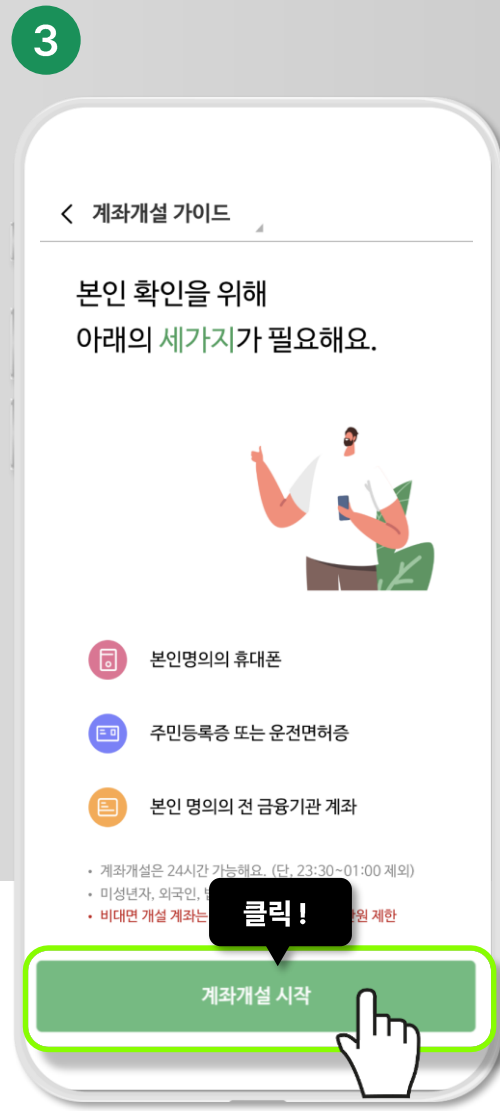 3
계좌개설 가이드
본인 확인을 위해
아래의 세가지가 필요해요.
본인명의의 휴대폰
주민등록증 또는 운전면허증
본인 명의의 전 금융기관 계좌
• 계좌개설은 24시간 가능해요. (단, 23:30~01:00 제외)
• 미성년자, 외국인,
• 비대면 개설 계좌는 원 제한
클릭 !
계좌개설 시작